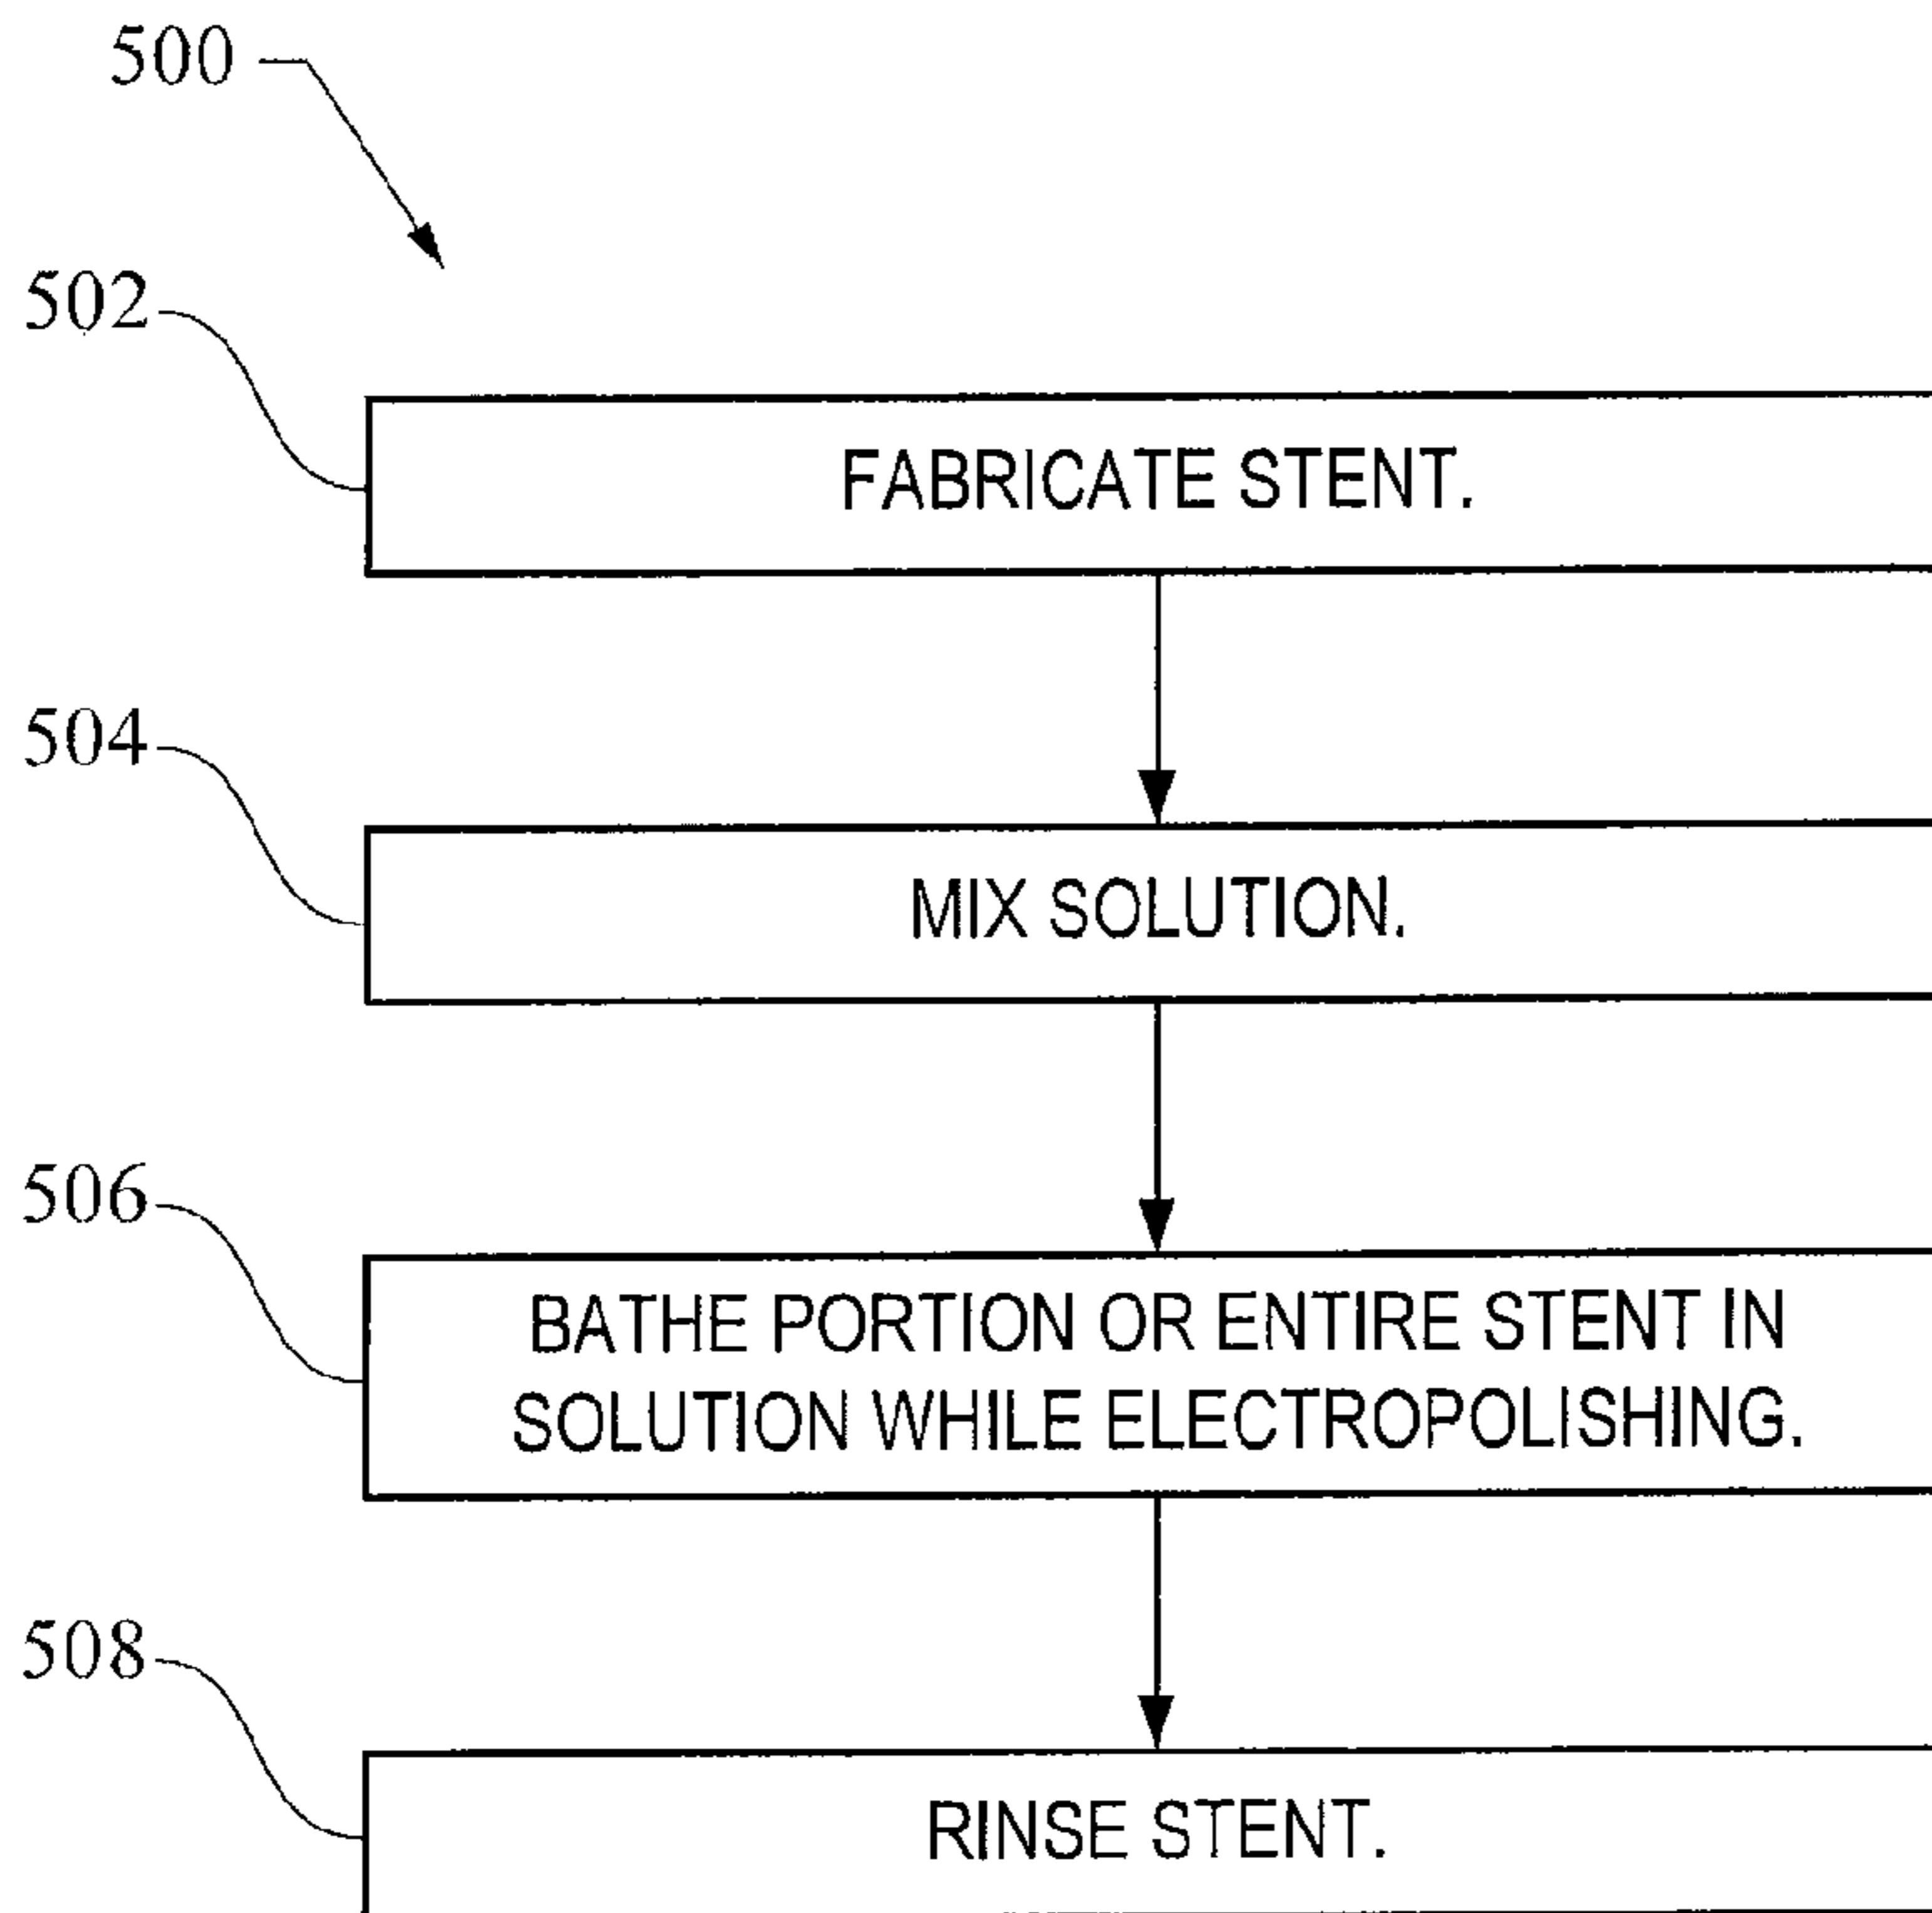 500
502
FABRICATE STENT.
504
MIX SOLUTION.
506
BATHE PORTION OR ENTIRE STENT IN
SOLUTION WHILE ELECTROPOLISHING.
508
RINSE STENT.